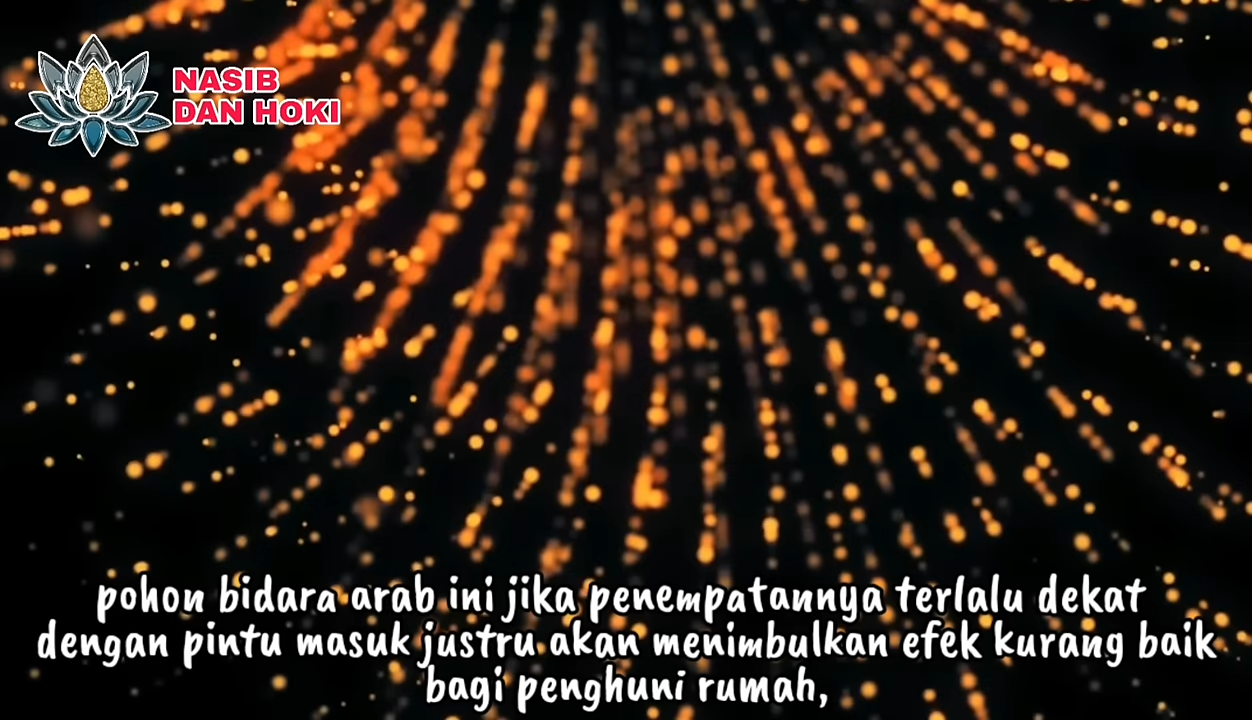 NASIB
DAN HOKI
pohon bidara arab ini jika penempatannya terlalu dekat
dengan pintu masuk justru akan menimbulkan efek kurang baik
bagi penghuni rumah,